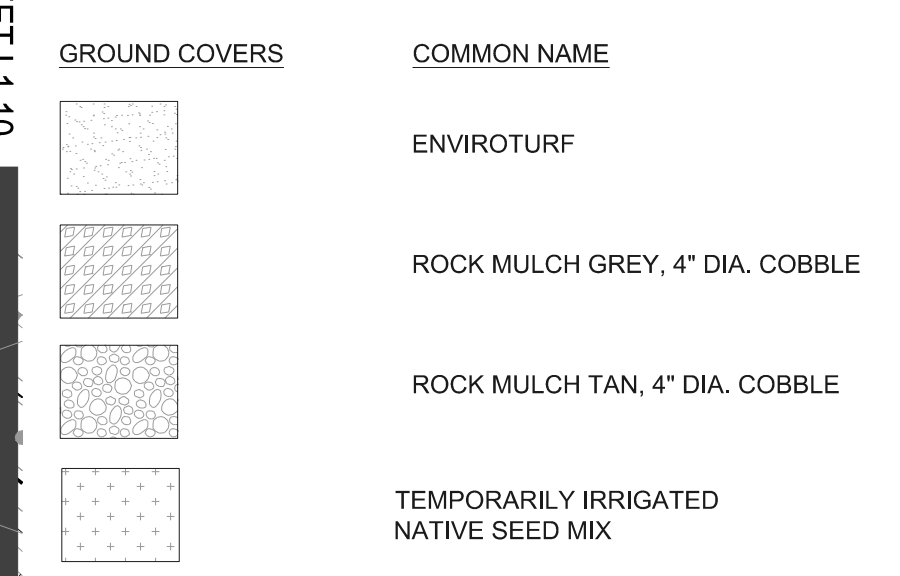 GROUND COVERS
COMMON NAME
ENVIROTURF
ROCK MULCH GREY, 4" DIA. COBBLE
ROCK MULCH TAN, 4" DIA. COBBLE
TEMPORARILY IRRIGATED
NATIVE SEED MIX